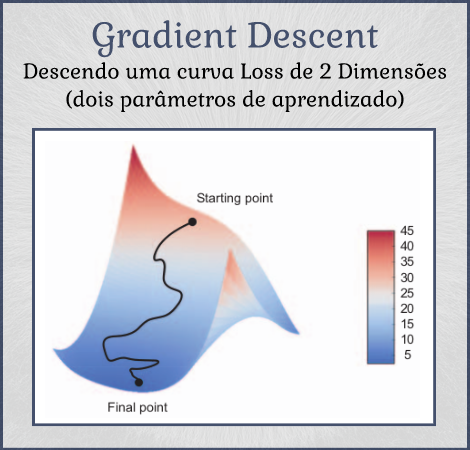 Gradient Descent
Descendo uma curva Loss de 2 Dimensões
(dois parâmetros de aprendizado)
Starting point
45
40
35
30
25
20
15
10
5
Final point